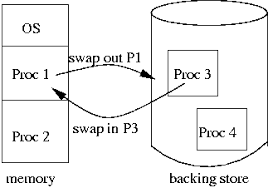 OS
swap out P1
Proc 1
Proc 3
swap in P3
Proc 2
Proc 4
memory
backing store